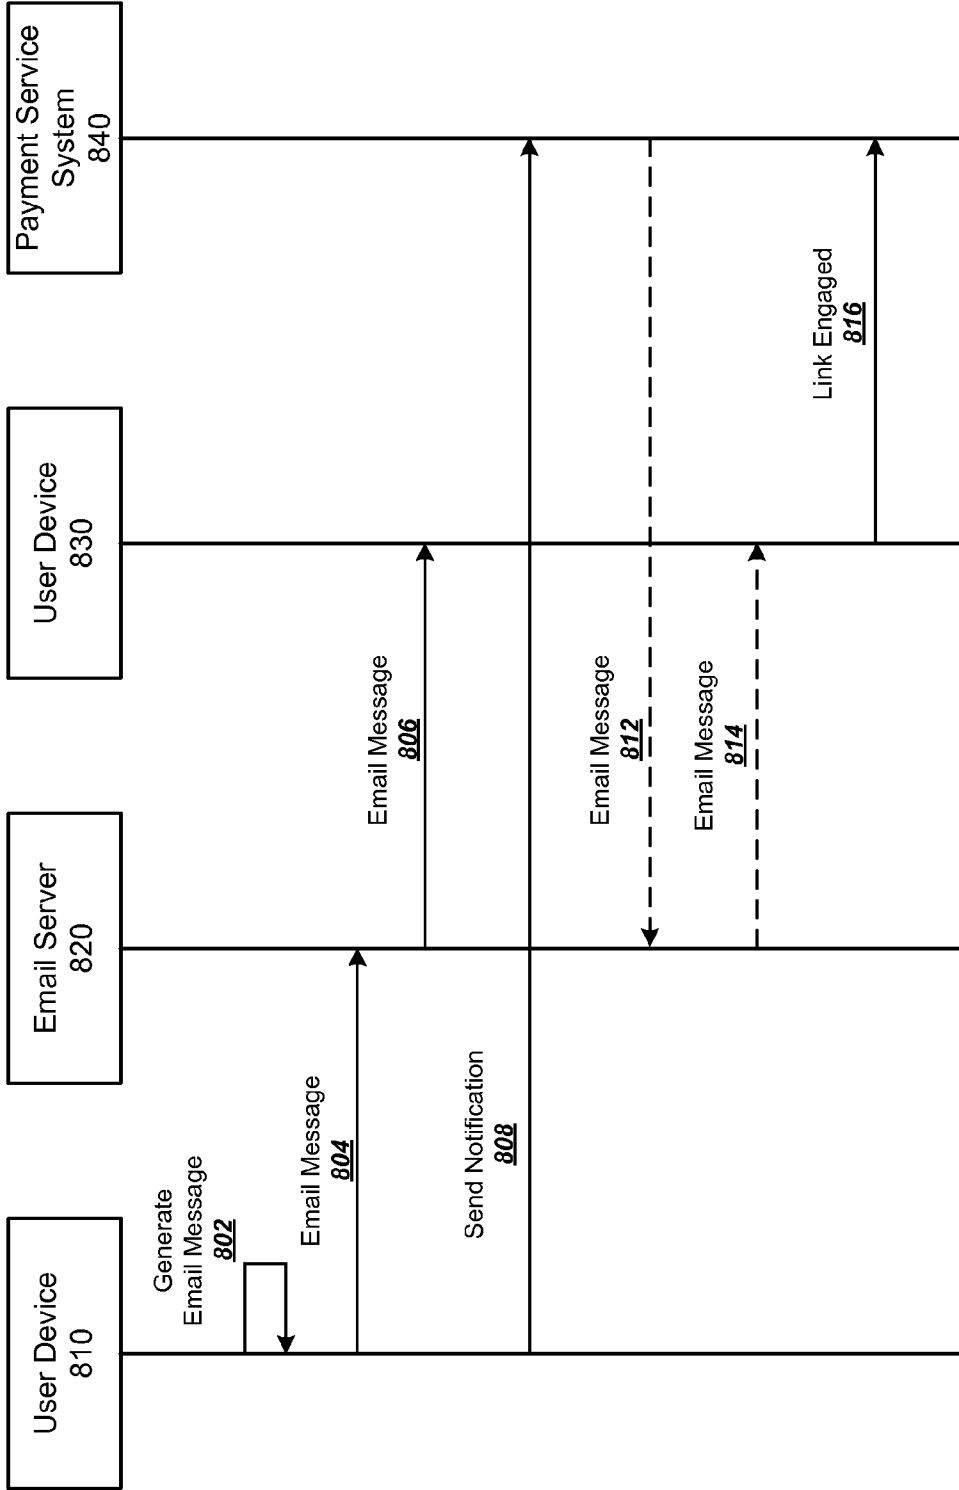 User Device
810
Email Server
820
User Device
830
Payment Service
System
840
Generate
Email Message
802
Email Message
804
Email Message
806
Send Notification
808
Email Message
812
Email Message
814
Link Engaged
816